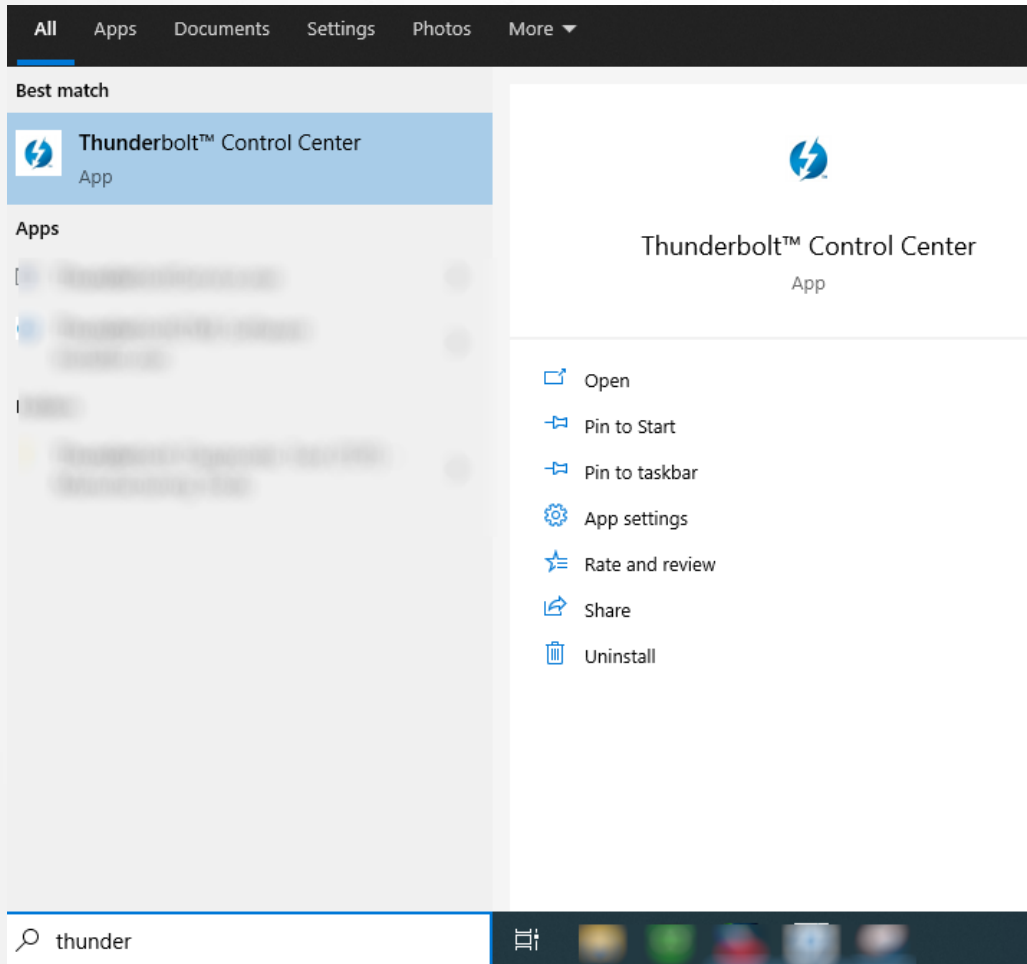 All Apps Documents Settings Photos More
Best match
Thunderbolt™ Control Center
App
Apps
Thunderbolt™ Control Center
App
Open
Pin to Start
Pin to taskbar
App settings
Rate and review
Share
Uninstall
thunder